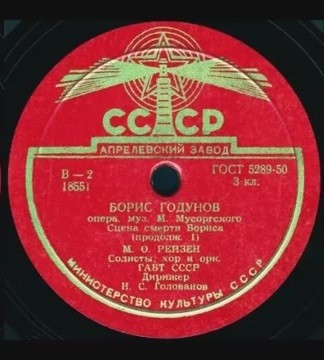 СССР
АПРЕЛЕВСКИЙ ЗАВОД
В — 2
18551
ГОСТ 5289-50
3 кл.
БОРИС ГОДУНОВ
опера, муз. М. Мусоргского
Сцена смерти Бориса
(продолж. 1)
М. О. РЕЙЗЕН
Солисты, хор и орк.
ГАБТ СССР
Дирижер
Н. С. Голованов
МИНИСТЕРСТВО КУЛЬТУРЫ СССР